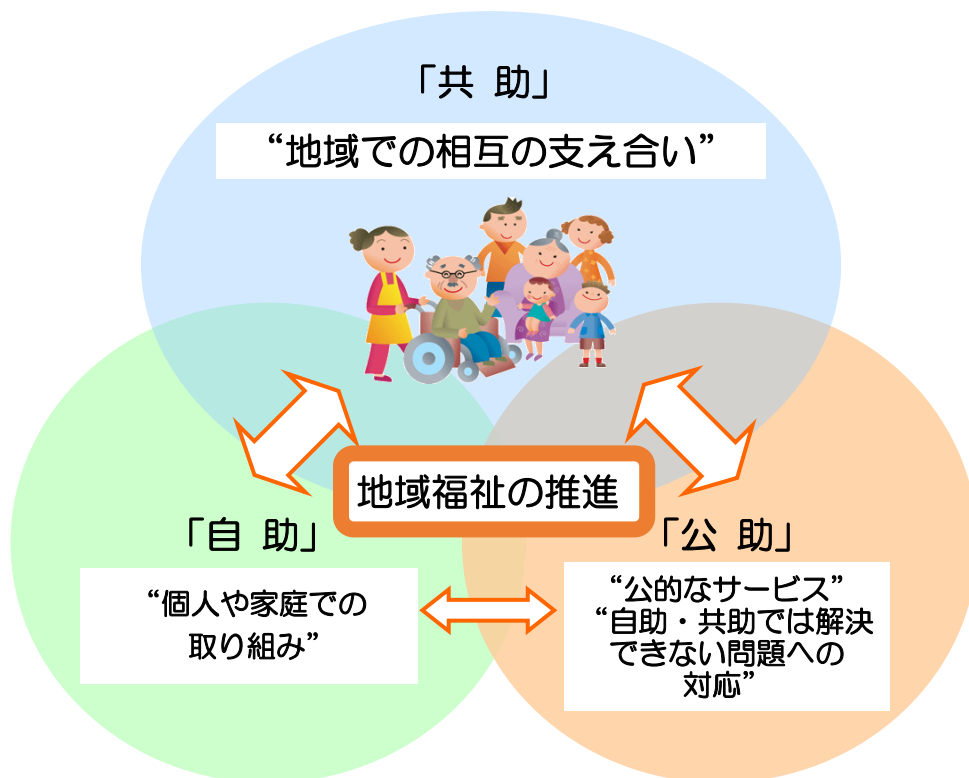 「共 助」
“地域での相互の支え合い”
地域福祉の推進
「自 助」
“個人や家庭での
取り組み”
「公 助」
“公的なサービス”
“自助・共助では解決
できない問題への
対応”